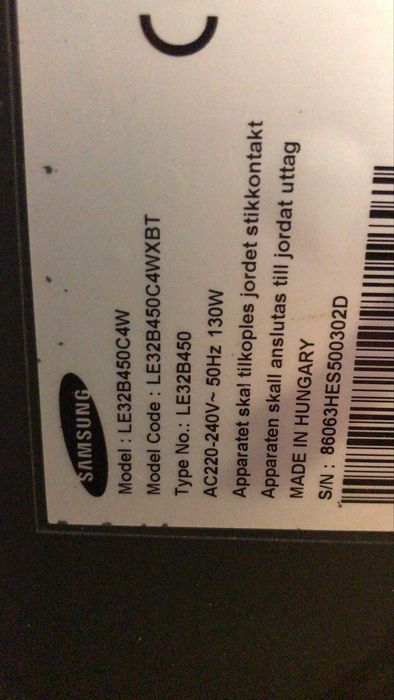 SAMSUNG
Model : LE32B450C4W
Model Code : LE32B450C4WXBT
Type No.: LE32B450
AC220-240V~ 50Hz 130W
Apparatet skal tilkoples jordet stikkontakt
Apparaten skall anslutas till jordat uttag
MADE IN HUNGARY
S/N : 86063HES500302D